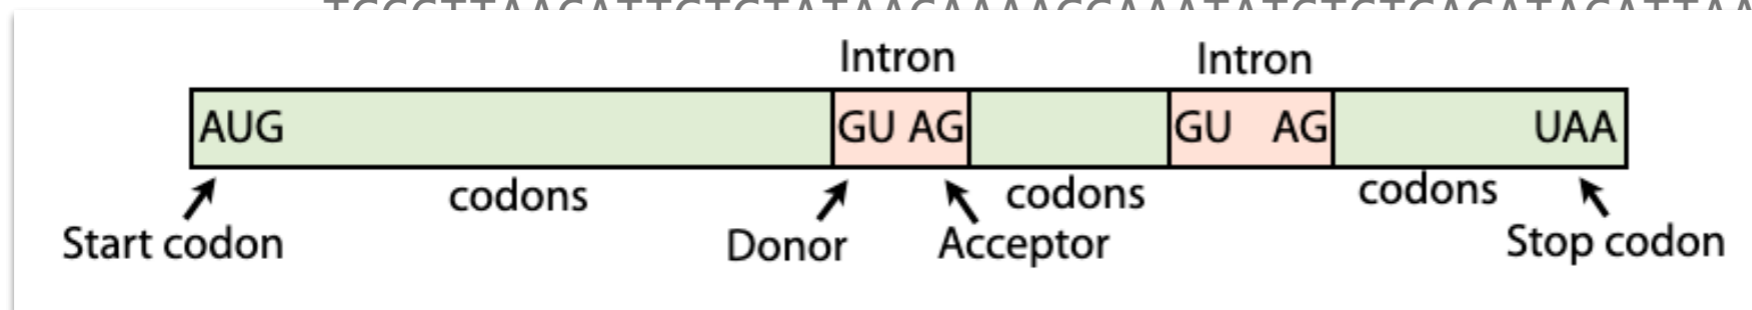 Intron Intron
AUG GU AG GU AG UAA
codons codons codons
Start codon Donor Acceptor Stop codon